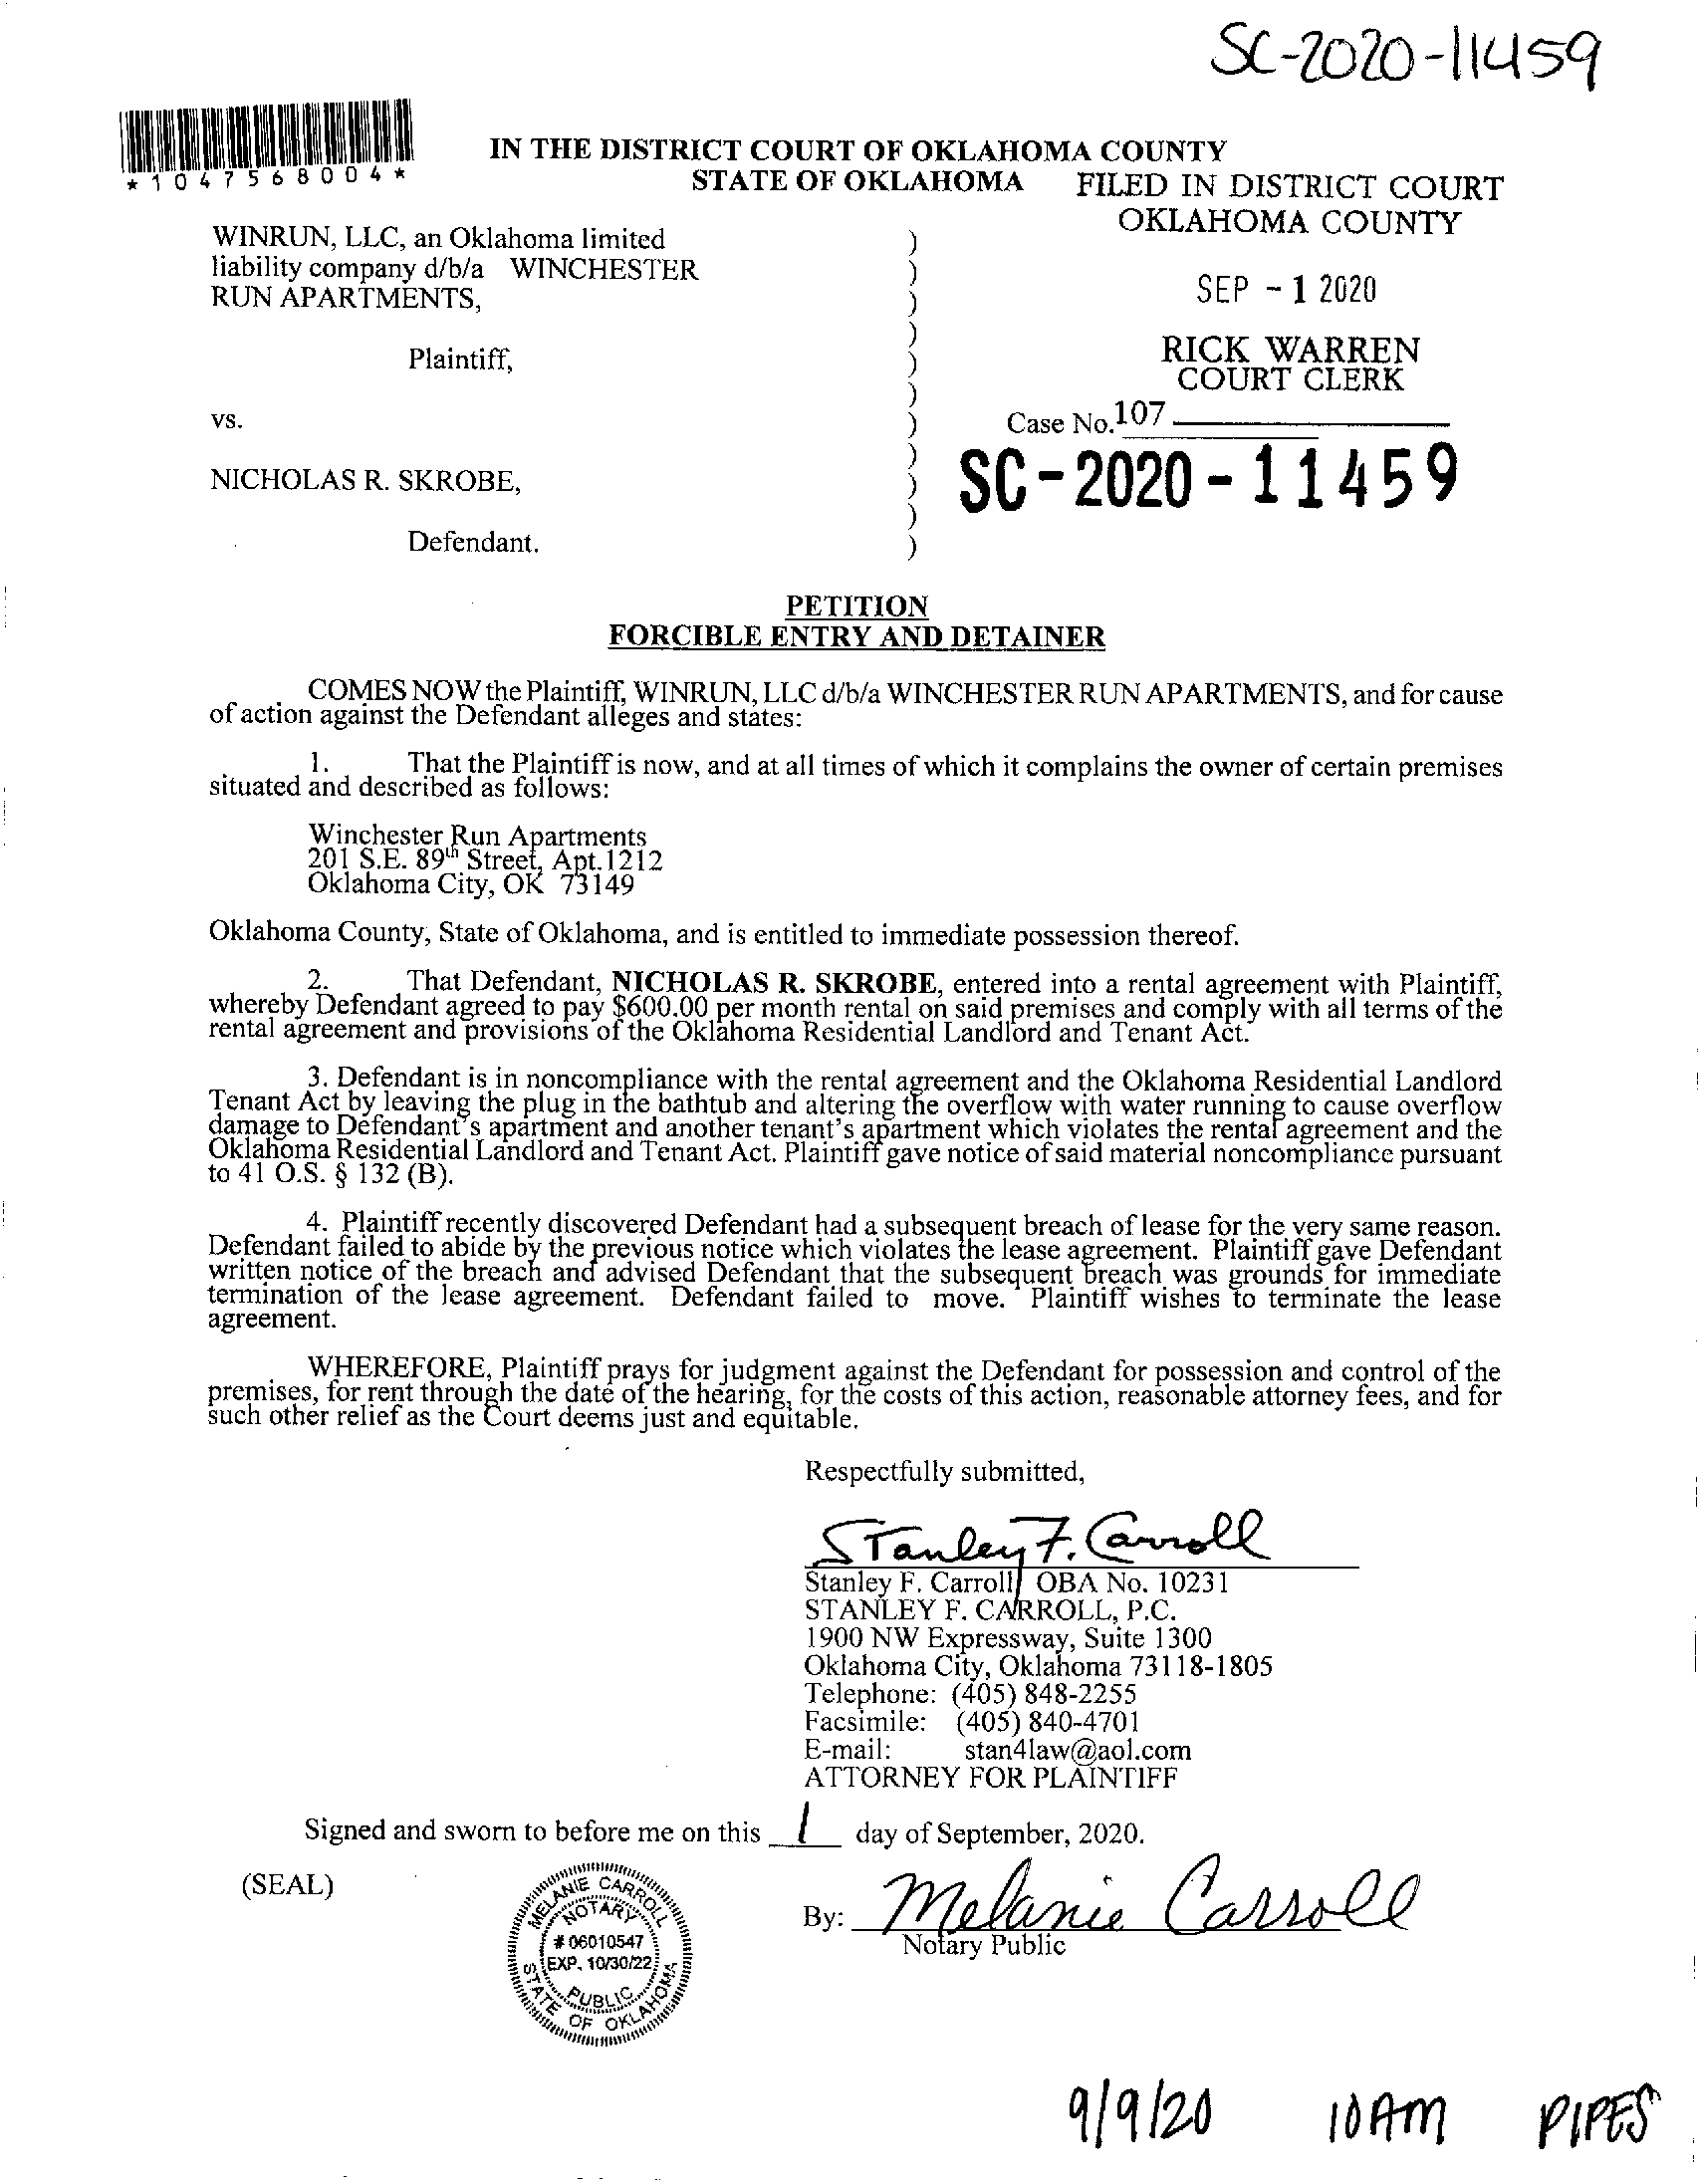 SC-2020-11459
*1047568004*
IN THE DISTRICT COURT OF OKLAHOMA COUNTY
STATE OF OKLAHOMA
FILED IN DISTRICT COURT
OKLAHOMA COUNTY
SEP - 1 2020
RICK WARREN
COURT CLERK
107
WINRUN, LLC, an Oklahoma limited )
liability company d/b/a WINCHESTER )
RUN APARTMENTS, )
)
Plaintiff, )
)
vs. ) Case No.
)
NICHOLAS R. SKROBE, ) SC-2020-11459
)
Defendant. )
PETITION
FORCIBLE ENTRY AND DETAINER
COMES NOW the Plaintiff, WINRUN, LLC d/b/a WINCHESTER RUN APARTMENTS, and for cause
of action against the Defendant alleges and states:
1. That the Plaintiff is now, and at all times of which it complains the owner of certain premises
situated and described as follows:
Winchester Run Apartments
201 S.E. 89th Street, Apt.1212
Oklahoma City, OK 73149
Oklahoma County, State of Oklahoma, and is entitled to immediate possession thereof.
2. That Defendant, NICHOLAS R. SKROBE, entered into a rental agreement with Plaintiff,
whereby Defendant agreed to pay $600.00 per month rental on said premises and comply with all terms of the
rental agreement and provisions of the Oklahoma Residential Landlord and Tenant Act.
3. Defendant is in noncompliance with the rental agreement and the Oklahoma Residential Landlord
Tenant Act by leaving the plug in the bathtub and altering the overflow with water running to cause overflow
damage to Defendant's apartment and another tenant's apartment which violates the rental agreement and the
Oklahoma Residential Landlord and Tenant Act. Plaintiff gave notice of said material noncompliance pursuant
to 41 O.S. § 132 (B).
4. Plaintiff recently discovered Defendant had a subsequent breach of lease for the very same reason.
Defendant failed to abide by the previous notice which violates the lease agreement. Plaintiff gave Defendant
written notice of the breach and advised Defendant that the subsequent breach was grounds for immediate
termination of the lease agreement. Defendant failed to move. Plaintiff wishes to terminate the lease
agreement.
WHEREFORE, Plaintiff prays for judgment against the Defendant for possession and control of the
premises, for rent through the date of the hearing, for the costs of this action, reasonable attorney fees, and for
such other relief as the Court deems just and equitable.
Respectfully submitted,
Stanley F. Carroll
Stanley F. Carroll, OBA No. 10231
STANLEY F. CARROLL, P.C.
1900 NW Expressway, Suite 1300
Oklahoma City, Oklahoma 73118-1805
Telephone: (405) 848-2255
Facsimile: (405) 840-4701
E-mail: stan4law@aol.com
ATTORNEY FOR PLAINTIFF
Signed and sworn to before me on this 1 day of September, 2020.
(SEAL)
MELANIE CARROLL
NOTARY
# 06010547
EXP. 10/30/22
PUBLIC
STATE OF OKLAHOMA
By: Melanie Carroll
Notary Public
9/9/20 10 AM PIPES